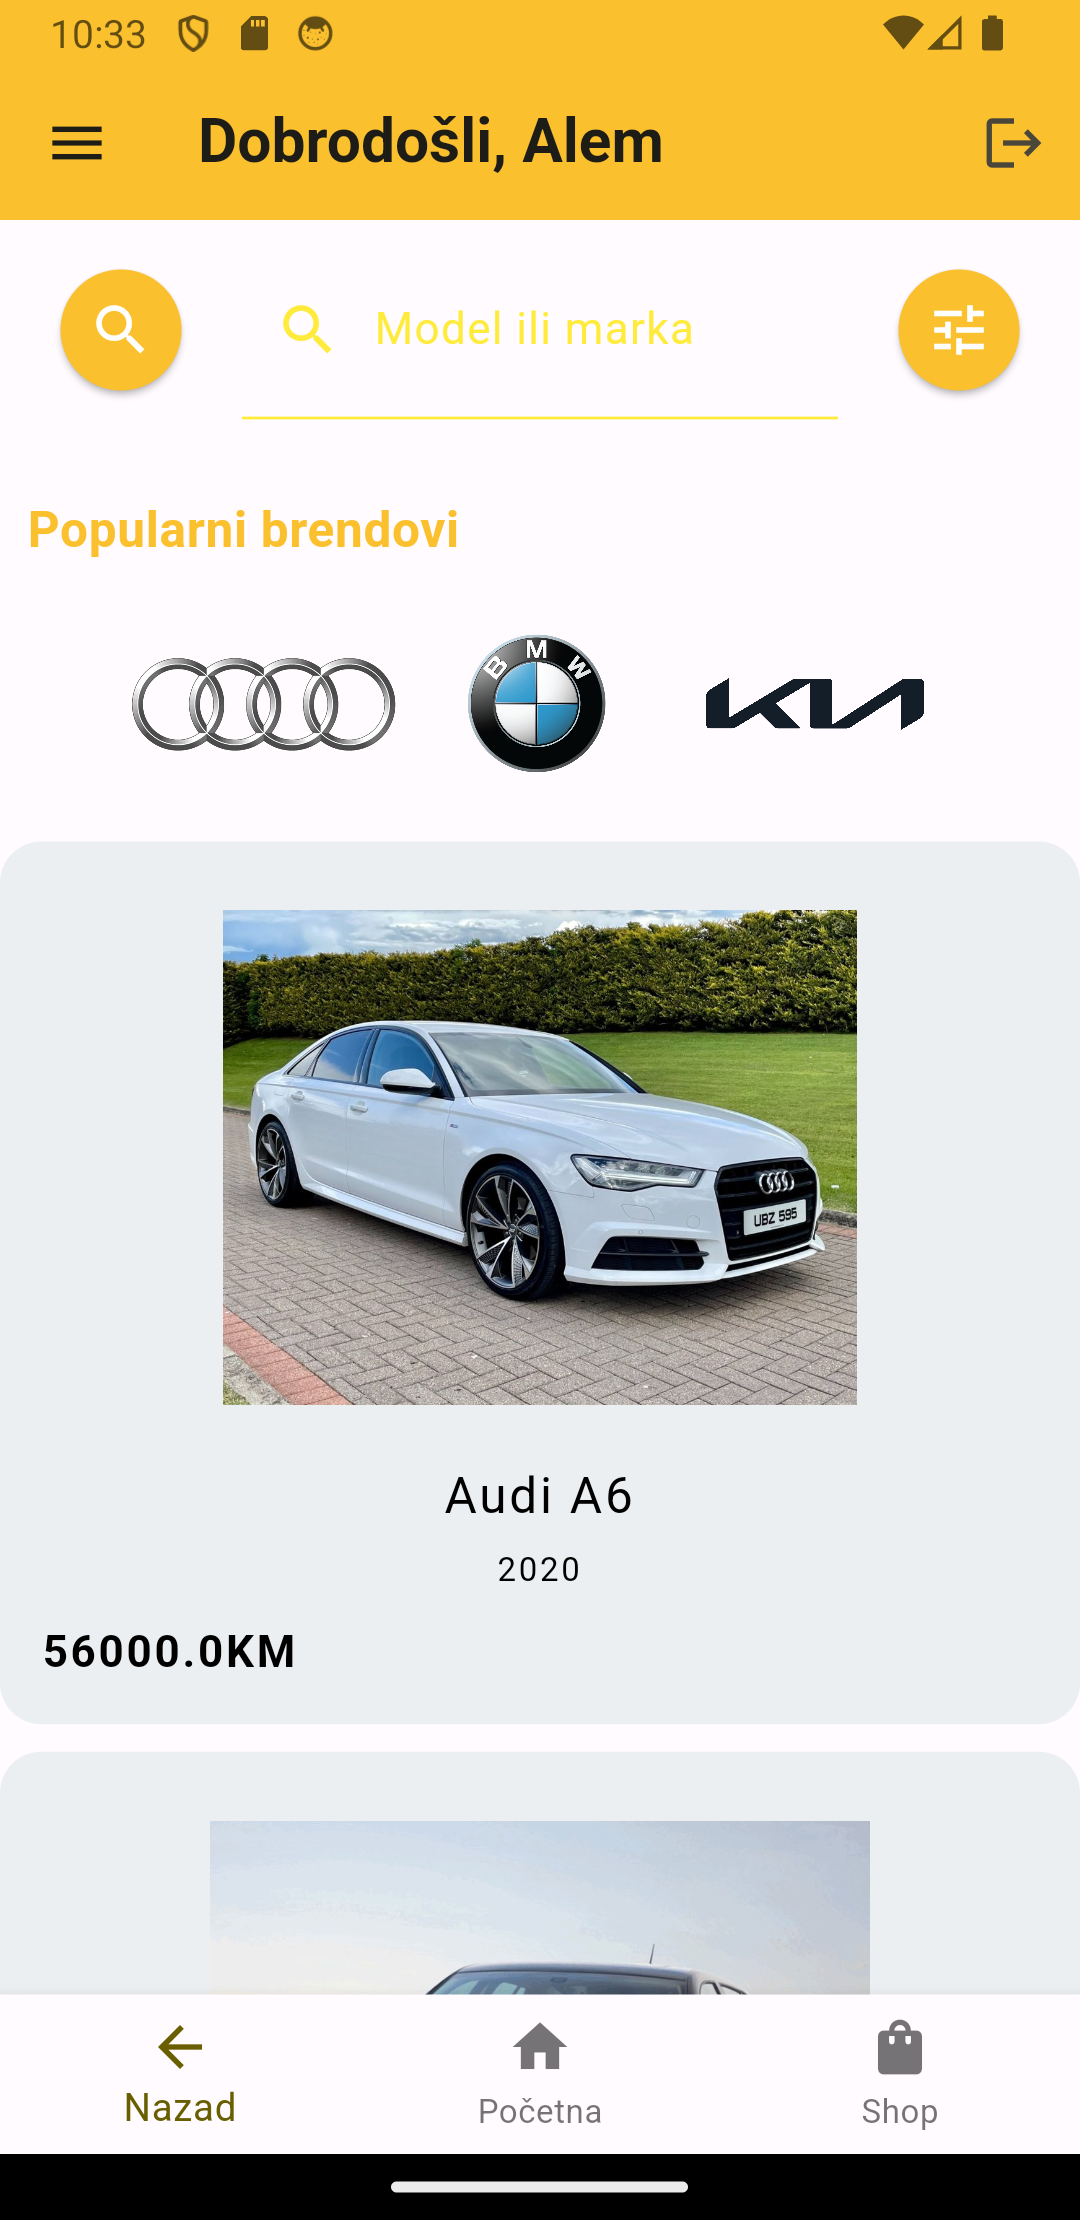 10:33
Dobrodošli, Alem
Model ili marka
Popularni brendovi
BMW
KIA
UBZ 595
Audi A6
2020
56000.0KM
Nazad
Početna
Shop